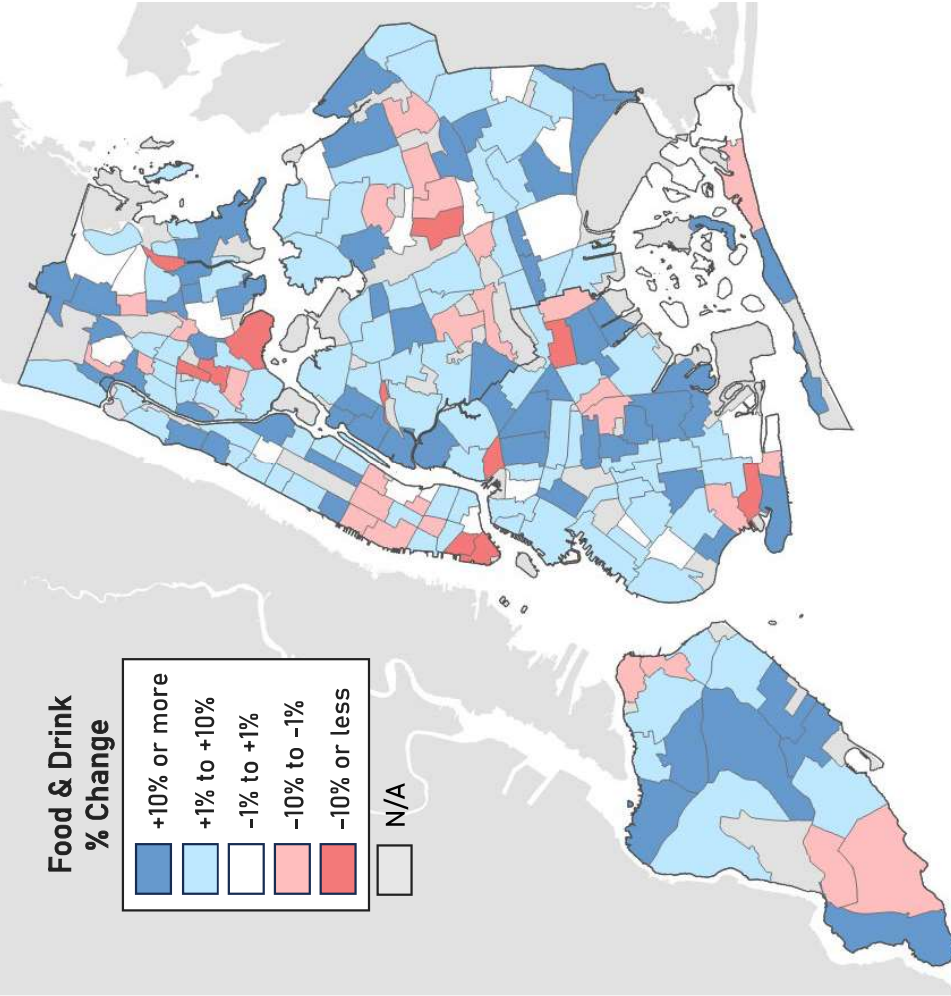 Food & Drink
% Change
+10% or more
+1% to +10%
-1% to +1%
-10% to -1%
-10% or less
N/A